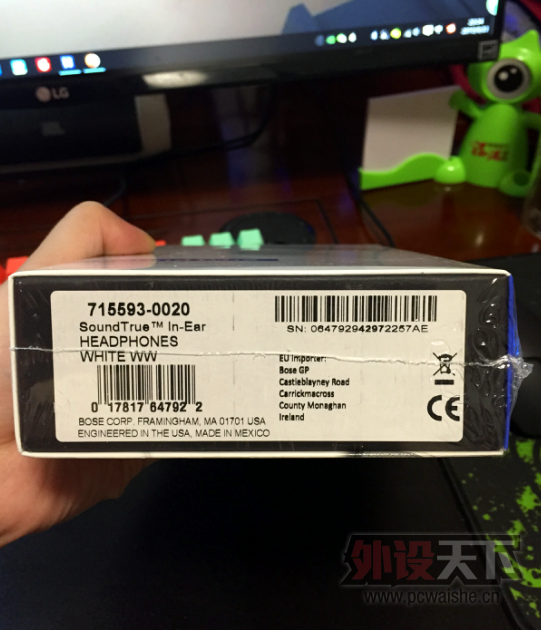 LG
715593-0020
SoundTrue™ In-Ear
HEADPHONES
WHITE WW
0 17817 64792 2
BOSE CORP. FRAMINGHAM, MA 01701 USA
ENGINEERED IN THE USA, MADE IN MEXICO
SN: 064792942972257AE
EU Importer:
Bose GP
Castleblayney Road
Carrickmacross
County Monaghan
Ireland
CE
外设天下
www.pcwaishe.cn